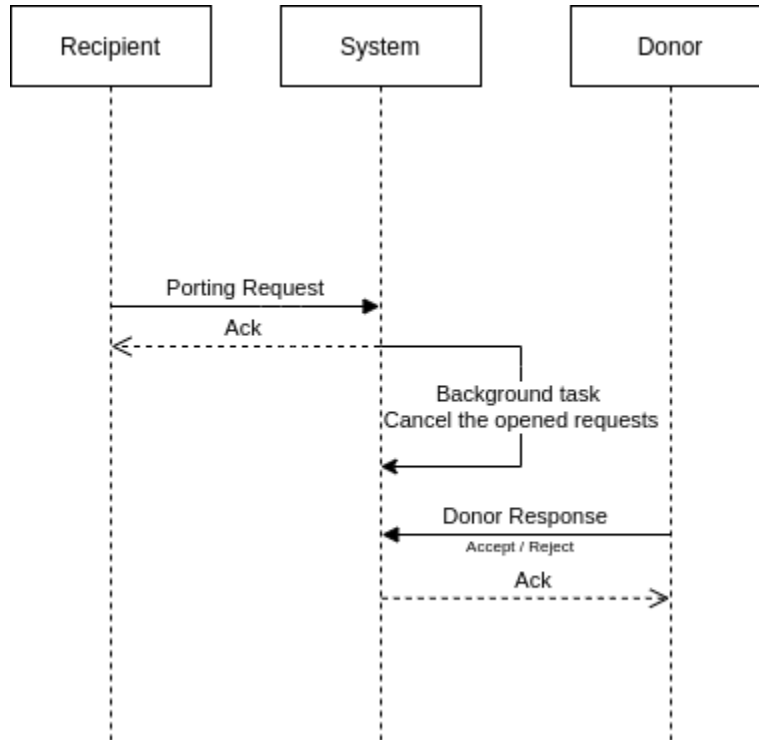 Recipient
System
Donor
Porting Request
Ack
Background task
Cancel the opened requests
Donor Response
Accept / Reject
Ack